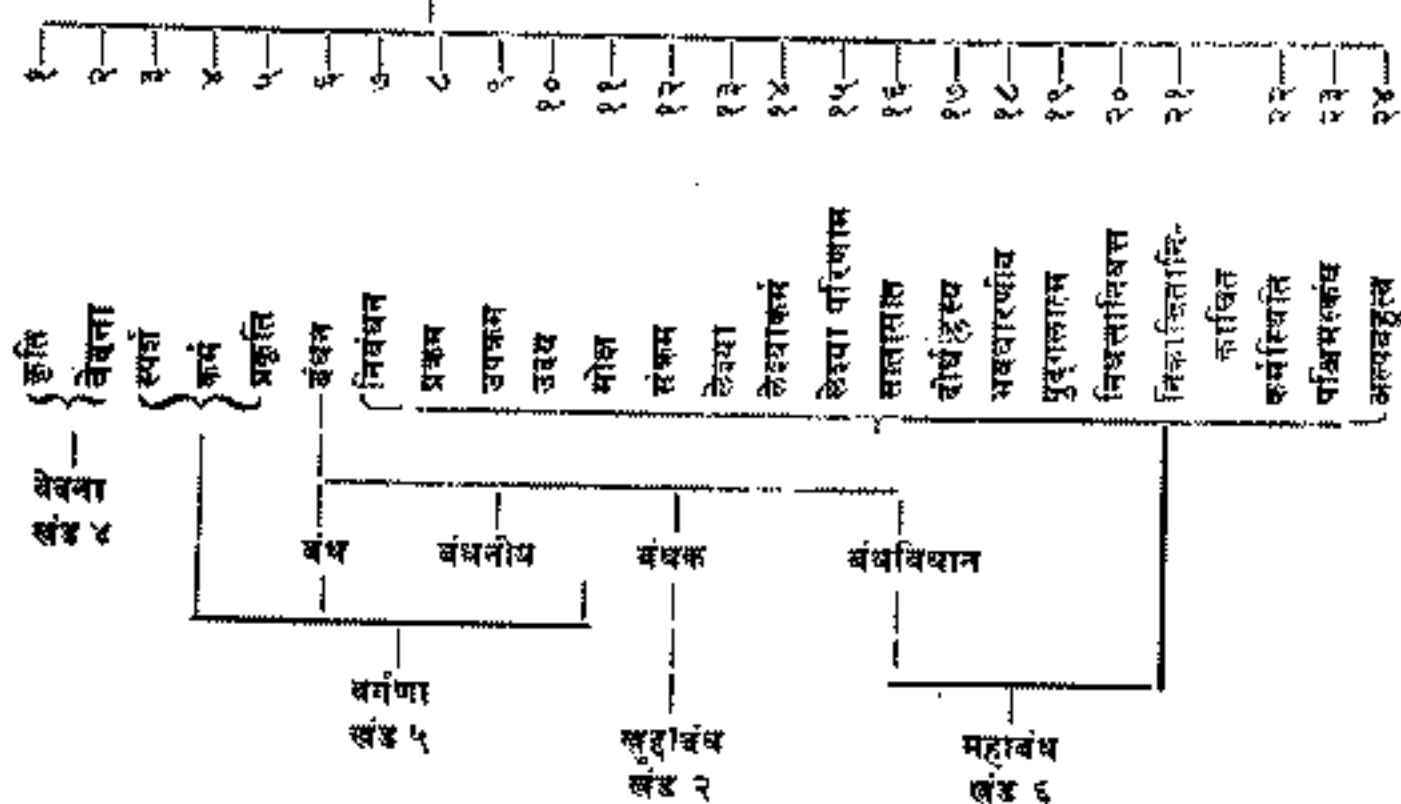 १ २ ३ ४ ५ ६ ७ ८ ९ १० ११ १२ १३ १४ १५ १६ १७ १८ १९ २० २१ २२ २३ २४
कृति
वेदना
स्पर्श
कर्म
प्रकृति
बंधन
निबंधन
प्रक्रम
उपक्रम
उदय
मोक्ष
संक्रम
लेश्या
लेश्याकर्म
लेश्या परिणाम
सातासात
दीर्घह्रस्व
भवधारणीय
पुद्गलात्म
निधत्तानिधत्त
निकाचितानि-
काचित
कर्मस्थिति
पश्चिमस्कंध
अल्पबहुत्व
वेदना
खंड ४
बंध
बंधनीय
बंधक
बंधविधान
वर्गणा
खंड ५
खुद्दाबंध
खंड २
महाबंध
खंड ६